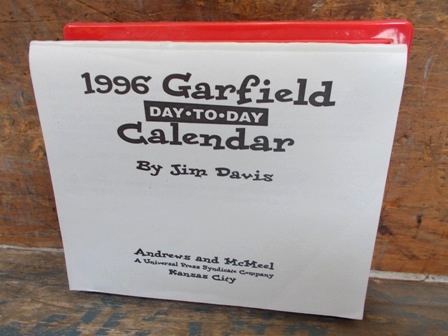 1996 Garfield
DAY•TO•DAY
Calendar
By Jim Davis
Andrews and McMeel
A Universal Press Syndicate Company
Kansas City